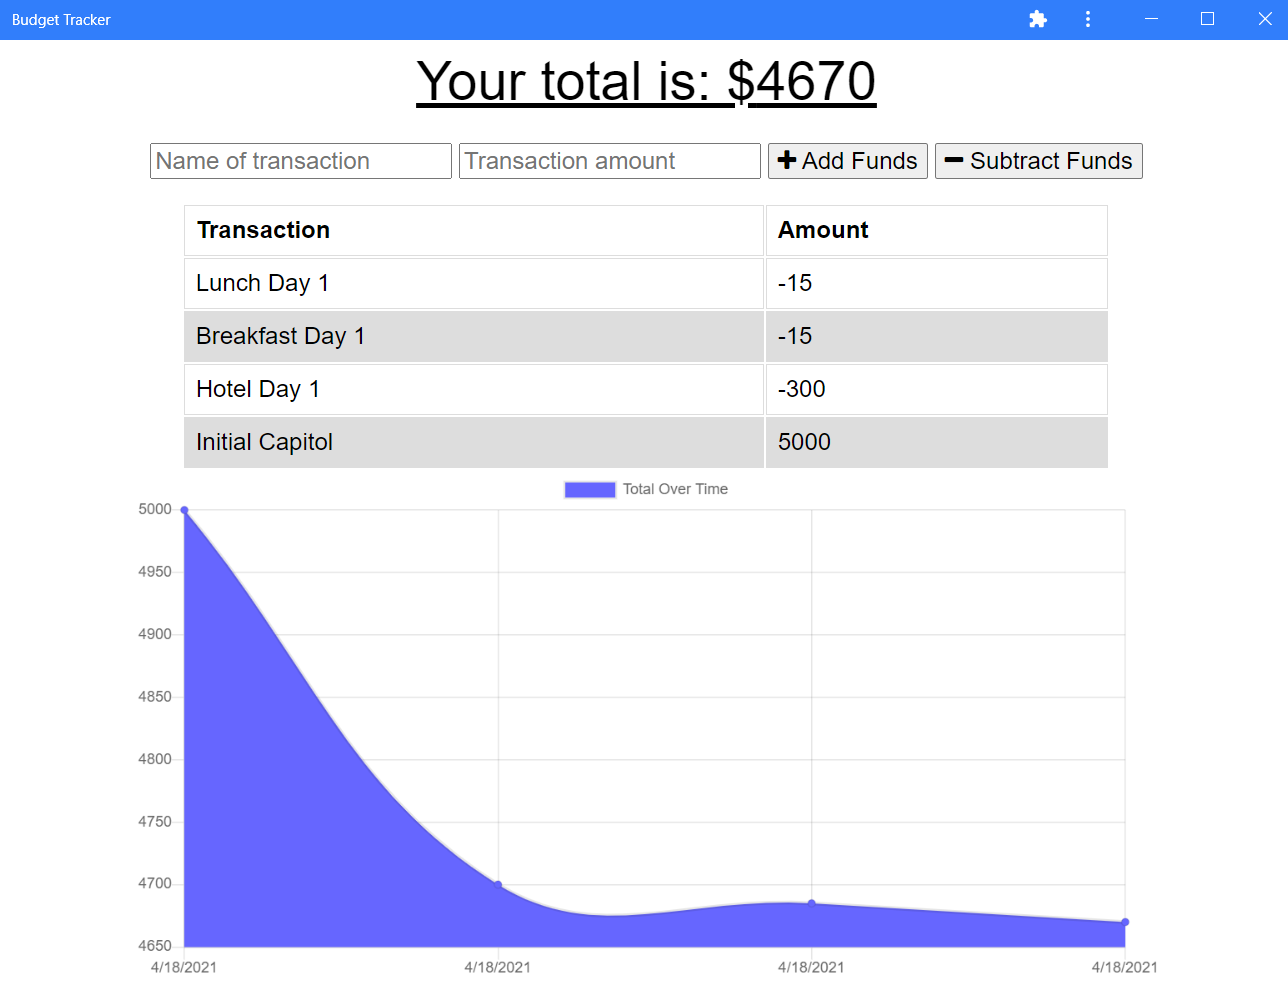 Budget Tracker
Your total is: $4670
Name of transaction Transaction amount Add Funds Subtract Funds
Transaction Amount
Lunch Day 1 -15
Breakfast Day 1 -15
Hotel Day 1 -300
Initial Capitol 5000
Total Over Time
5000
4950
4900
4850
4800
4750
4700
4650
4/18/2021 4/18/2021 4/18/2021 4/18/2021